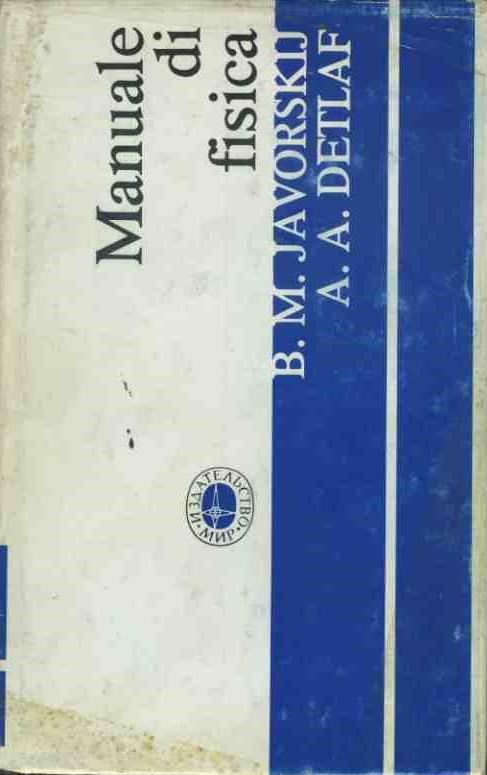 Manuale
di
fisica
B. M. JAVORSKIJ
A. A. DETLAF
ИЗДАТЕЛЬСТВО
• МИР •